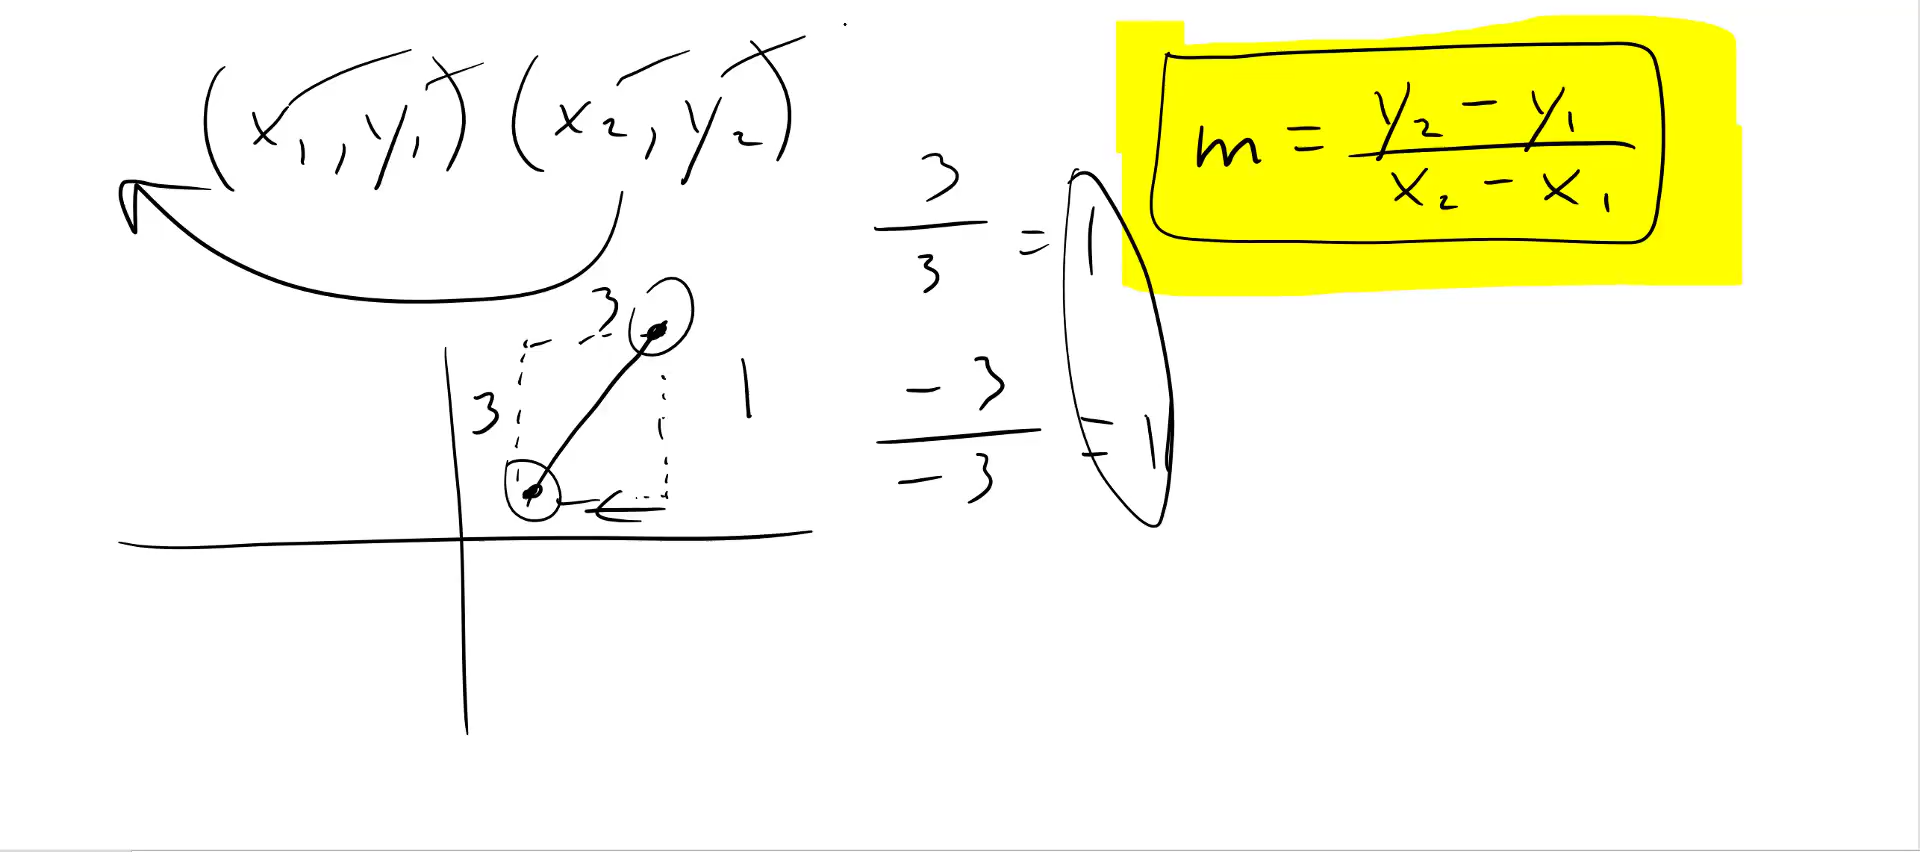 (x₁, y₁) (x₂, y₂)
m = (y₂ - y₁)/(x₂ - x₁)
3/3 = 1
3
3
1
-3/-3 = 1